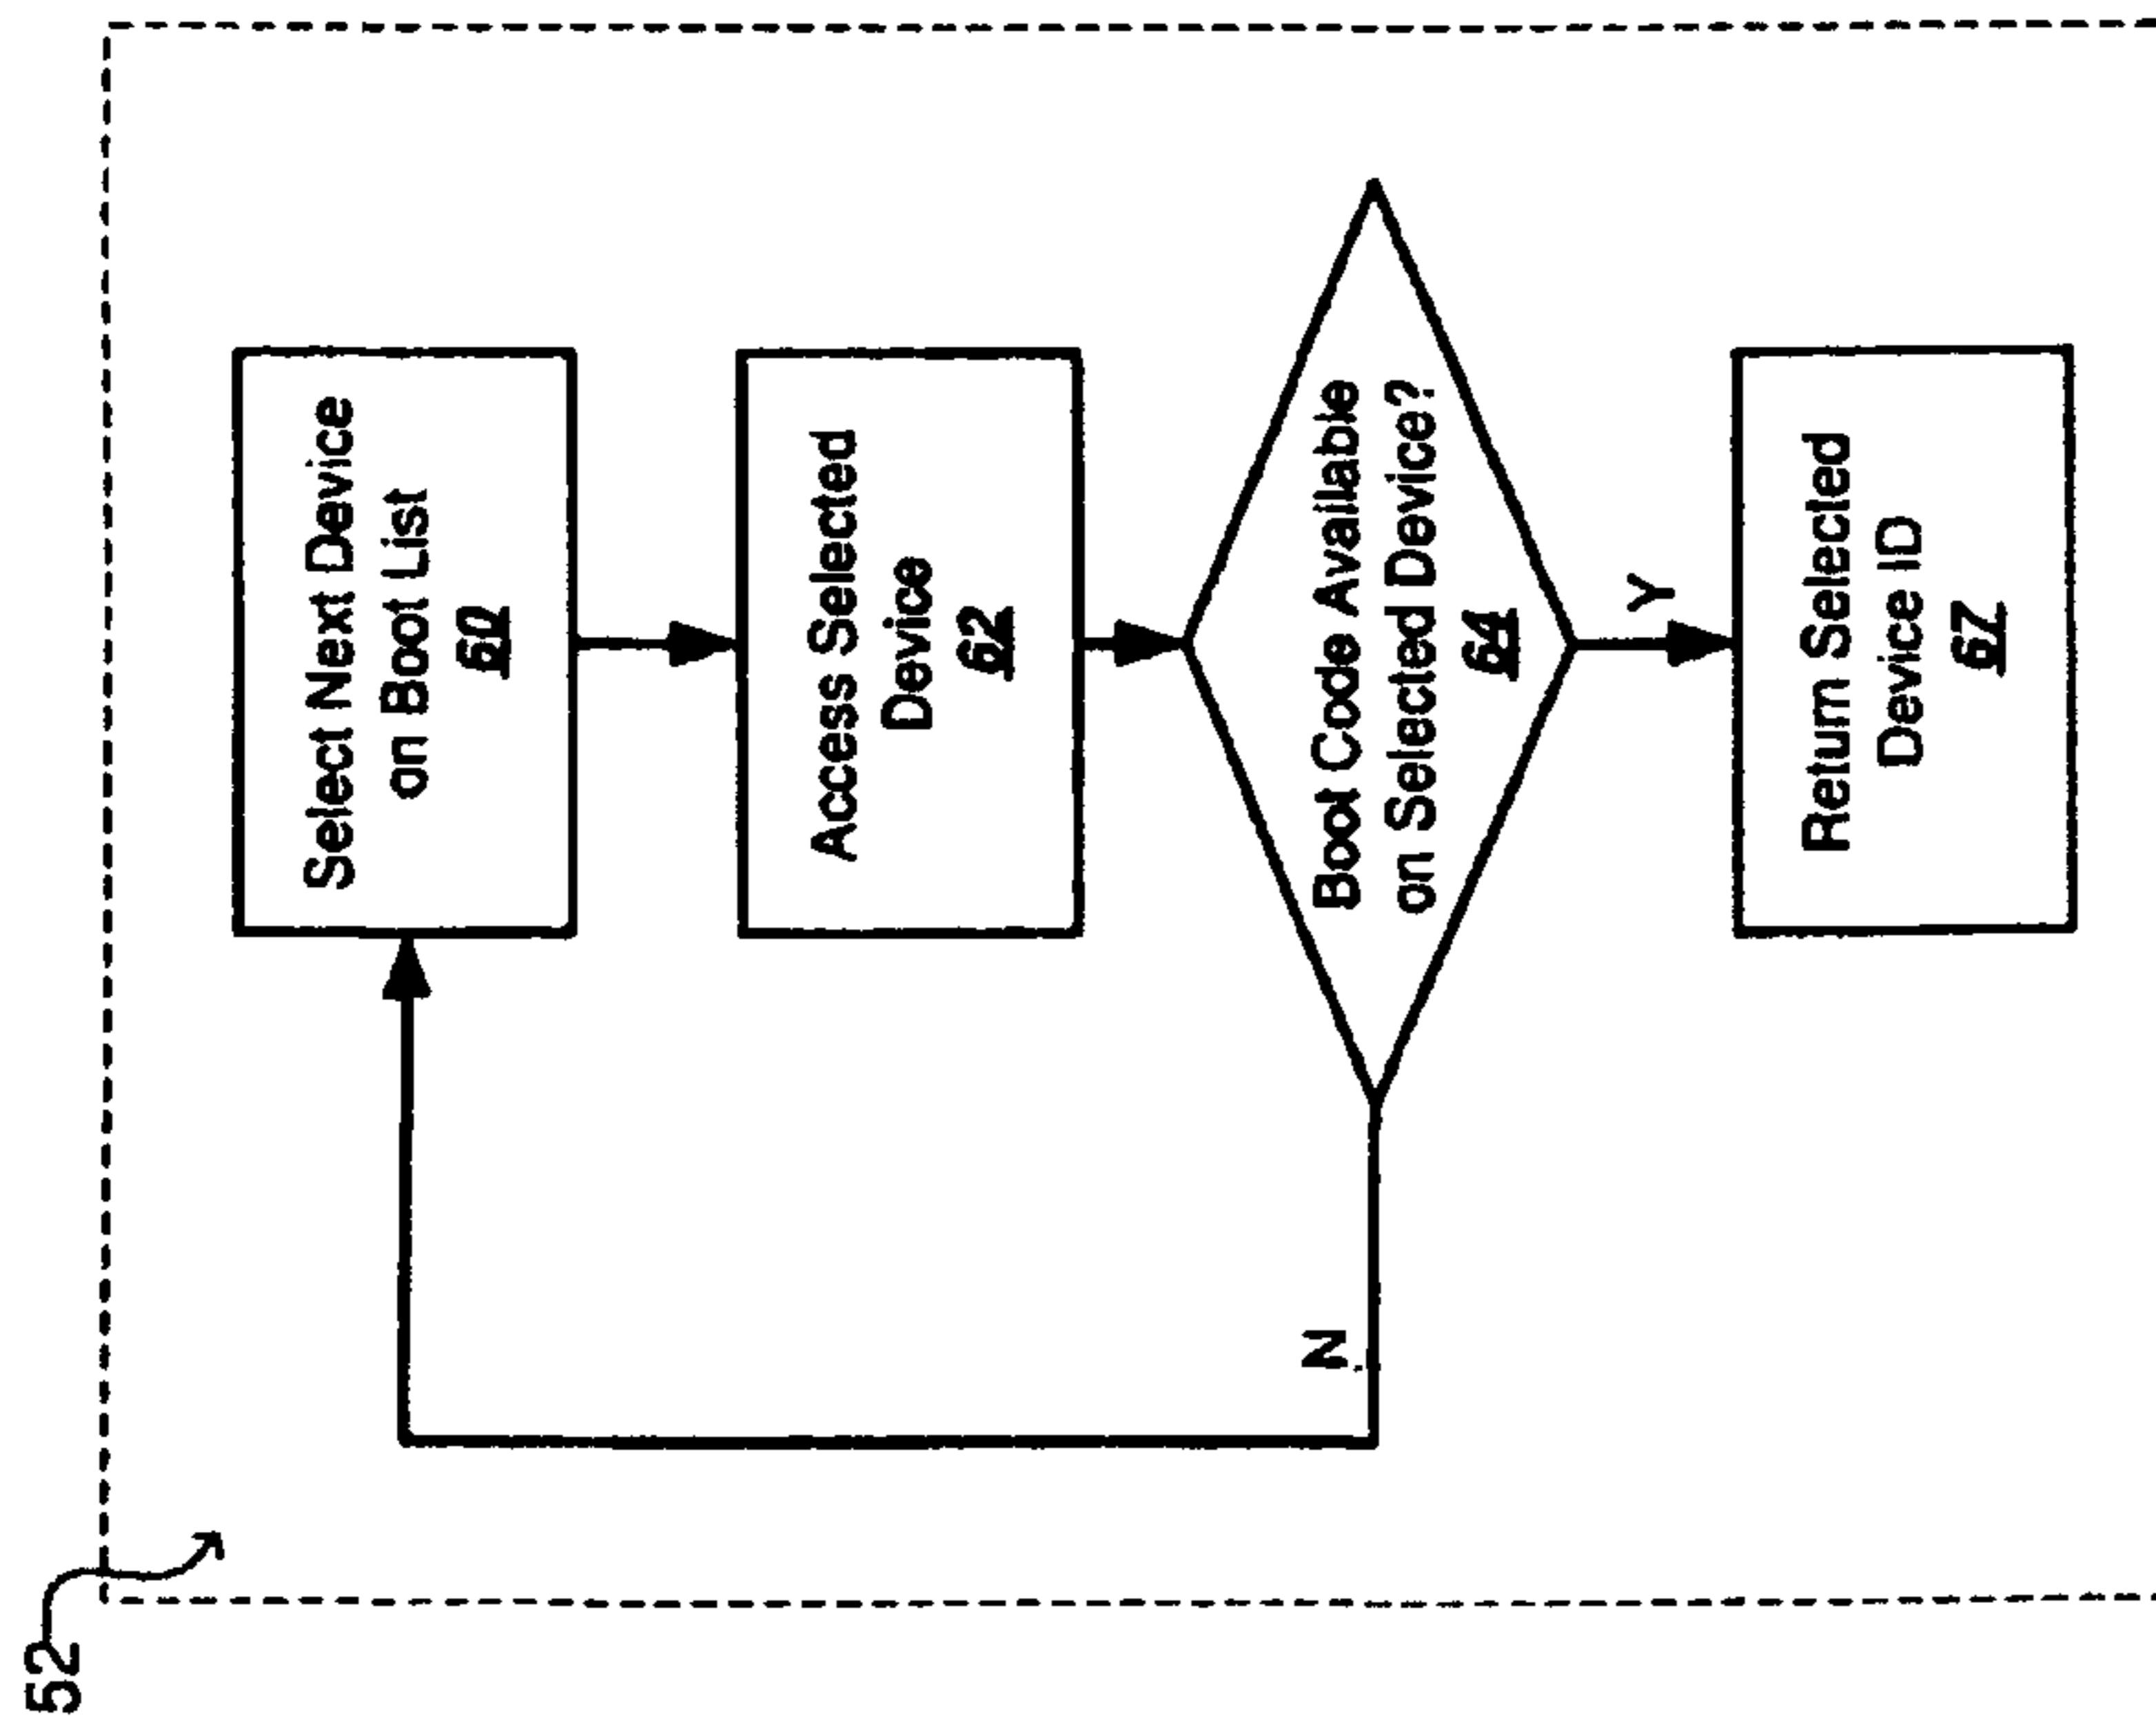 52
Select Next Device
on Boot List
60
Access Selected
Device
62
Boot Code Available
on Selected Device?
64
N
Y
Return Selected
Device ID
67